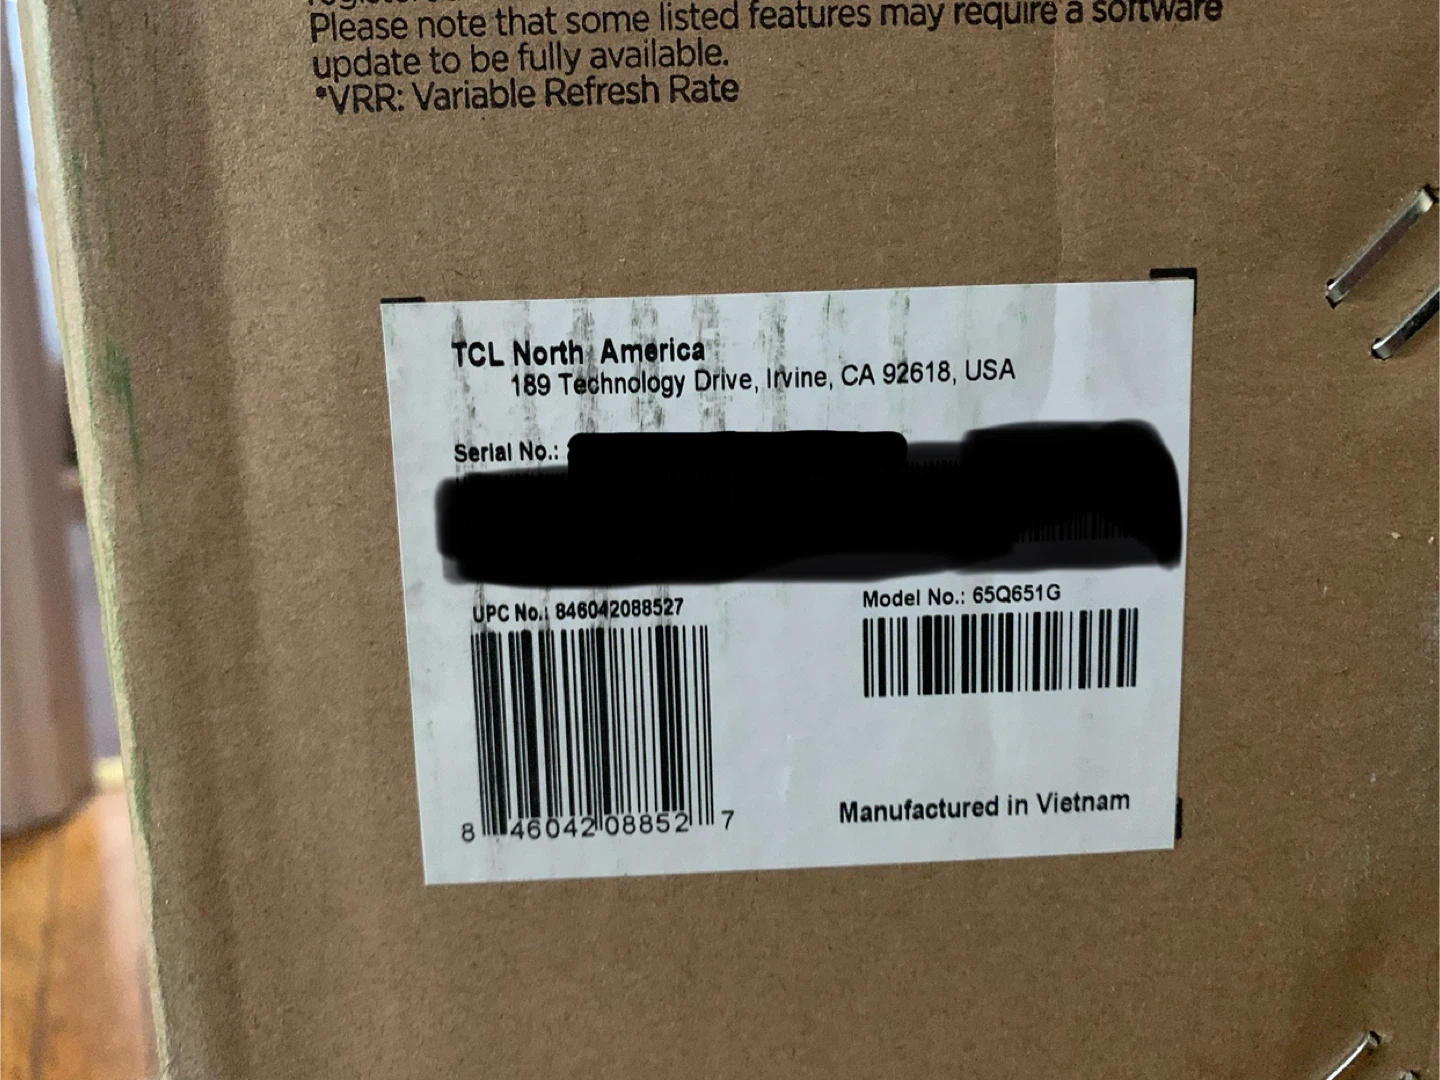 Please note that some listed features may require a software
update to be fully available.
*VRR: Variable Refresh Rate
TCL North America
189 Technology Drive, Irvine, CA 92618, USA
Serial No.:
UPC No.: 846042088527
Model No.: 65Q651G
8 46042 08852 7
Manufactured in Vietnam